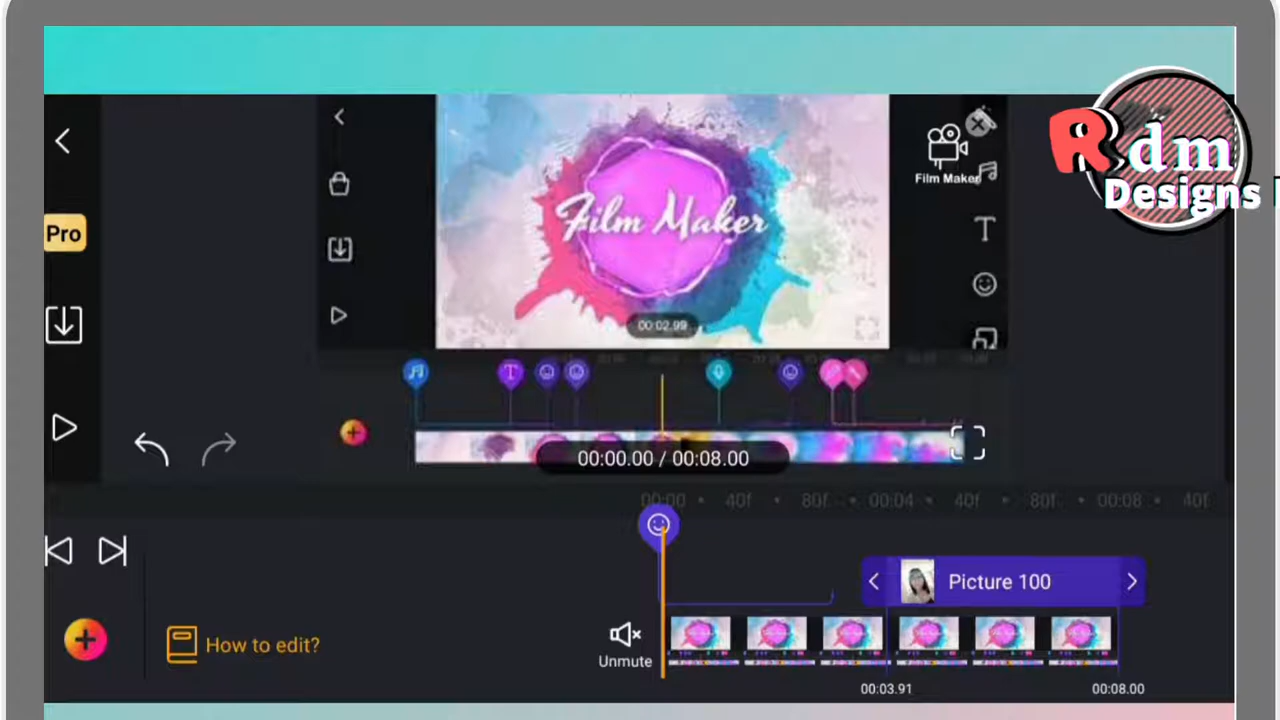 Rdm
Designs
Pro
Film Maker
Film Maker
T
00:02.99
T
00:00.00 / 00:08.00
00:00
40f
80f
00:04
40f
80f
00:08
40f
Picture 100
How to edit?
Unmute
00:03.91
00:08.00